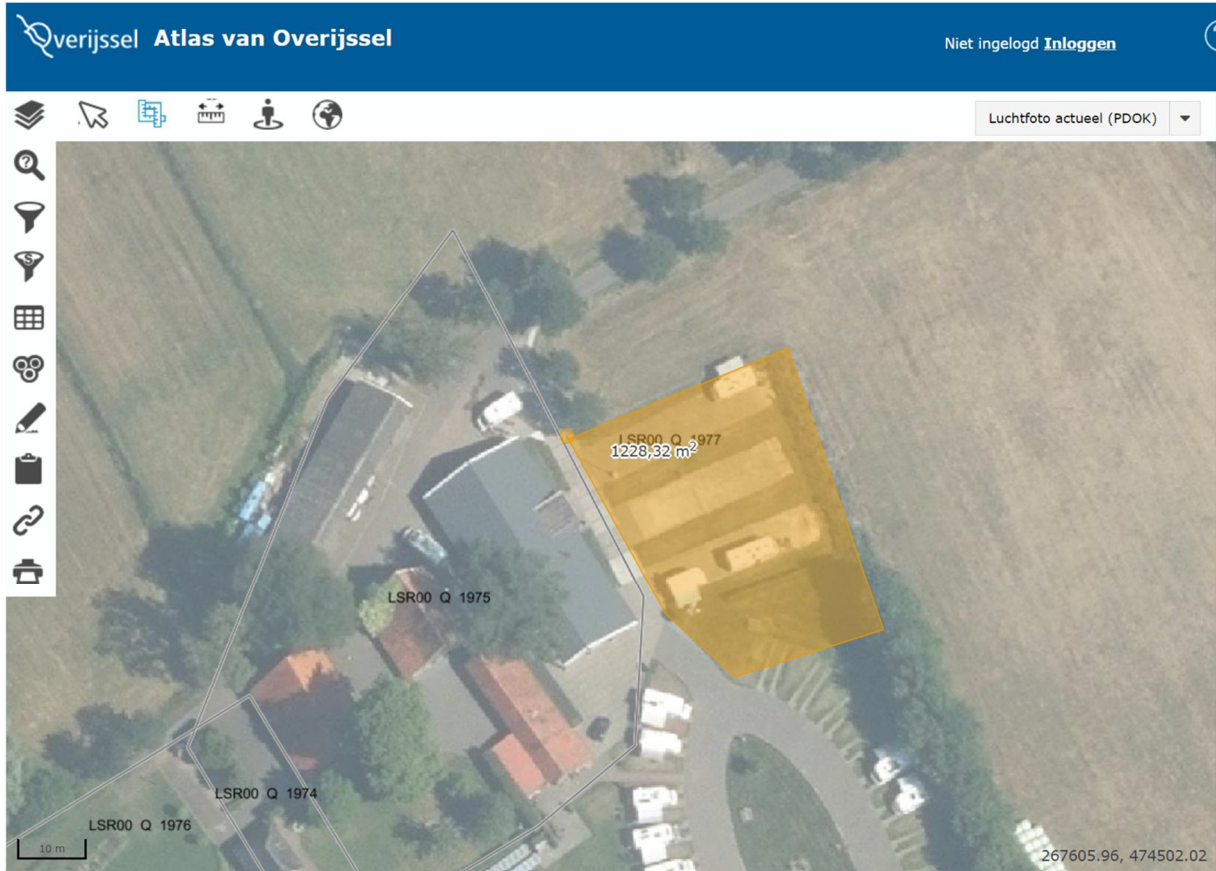 Overijssel Atlas van Overijssel
Niet ingelogd Inloggen
?
Luchtfoto actueel (PDOK)
LSR00 Q 1977
1228,32 m²
LSR00 Q 1975
LSR00 Q 1974
LSR00 Q 1976
10 m
267605.96, 474502.02